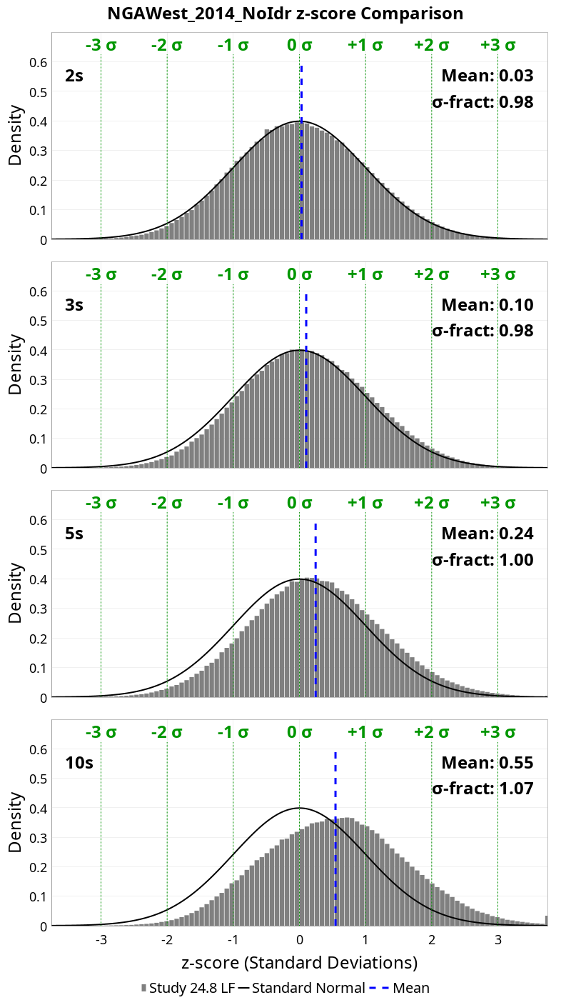 NGAWest_2014_NoIdr z-score Comparison
-3 σ -2 σ -1 σ 0 σ +1 σ +2 σ +3 σ
2s
Mean: 0.03
σ-fract: 0.98
Density
0.6
0.5
0.4
0.3
0.2
0.1
0
-3 σ -2 σ -1 σ 0 σ +1 σ +2 σ +3 σ
3s
Mean: 0.10
σ-fract: 0.98
Density
0.6
0.5
0.4
0.3
0.2
0.1
0
-3 σ -2 σ -1 σ 0 σ +1 σ +2 σ +3 σ
5s
Mean: 0.24
σ-fract: 1.00
Density
0.6
0.5
0.4
0.3
0.2
0.1
0
-3 σ -2 σ -1 σ 0 σ +1 σ +2 σ +3 σ
10s
Mean: 0.55
σ-fract: 1.07
Density
0.6
0.5
0.4
0.3
0.2
0.1
0
-3 -2 -1 0 1 2 3
z-score (Standard Deviations)
Study 24.8 LF Standard Normal Mean